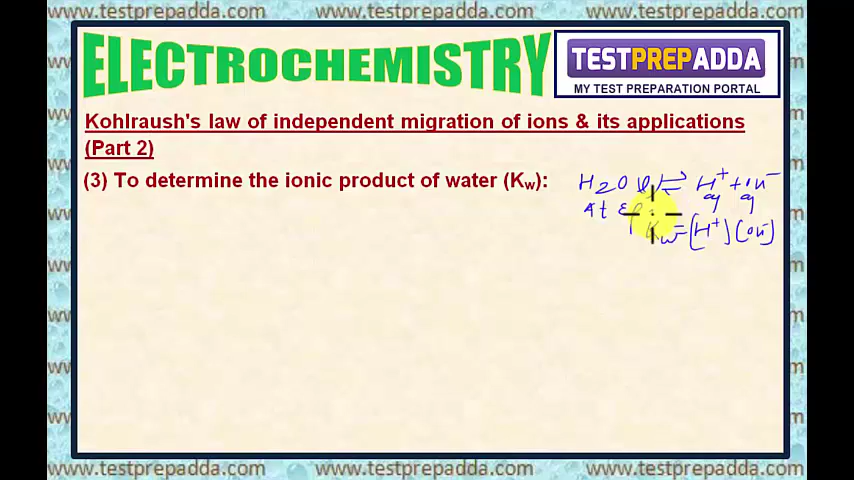 www.testprepadda.com www.testprepadda.com www.testprepadda.com
ELECTROCHEMISTRY
TESTPREPADDA
MY TEST PREPARATION PORTAL
Kohlraush's law of independent migration of ions & its applications
(Part 2)
(3) To determine the ionic product of water (Kw):
H2O (l) ⇌ H+ + OH-
aq aq
At
Kw = [H+] [OH-]
www.testprepadda.com www.testprepadda.com www.testprepadda.com